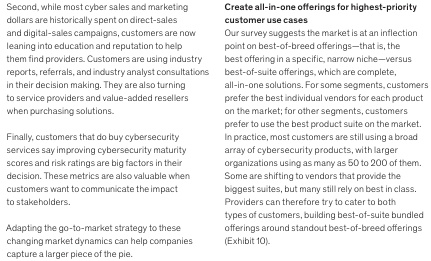 Second, while most cyber sales and marketing
dollars are historically spent on direct-sales
and digital-sales campaigns, customers are now
leaning into education and reputation to help
them find providers. Customers are using industry
reports, referrals, and industry analyst consultations
in their decision making. They are also turning
to service providers and value-added resellers
when purchasing solutions.
Finally, customers that do buy cybersecurity
services say improving cybersecurity maturity
scores and risk ratings are big factors in their
decision. These metrics are also valuable when
customers want to communicate the impact
to stakeholders.
Adapting the go-to-market strategy to these
changing market dynamics can help companies
capture a larger piece of the pie.
Create all-in-one offerings for highest-priority
customer use cases
Our survey suggests the market is at an inflection
point on best-of-breed offerings—that is, the
best offering in a specific, narrow niche—versus
best-of-suite offerings, which are complete,
all-in-one solutions. For some segments, customers
prefer the best individual vendors for each product
on the market; for other segments, customers
prefer to use the best product suite on the market.
In practice, most customers are still using a broad
array of cybersecurity products, with larger
organizations using as many as 50 to 200 of them.
Some are shifting to vendors that provide the
biggest suites, but many still rely on best in class.
Providers can therefore try to cater to both
types of customers, building best-of-suite bundled
offerings around standout best-of-breed offerings
(Exhibit 10).